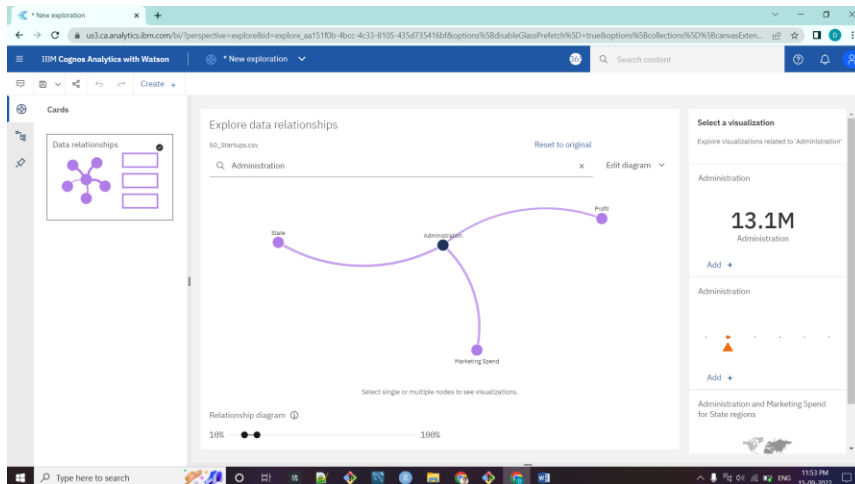 * New exploration
us3.ca.analytics.ibm.com/bi/?perspective=explore&id=explore_aa151f0b-4bcc-4c33-8105-435d735416bf&options%5BdisableGlassPrefetch%5D=true&options%5Bcollections%5D%5BcanvasExten...
IBM Cognos Analytics with Watson
* New exploration
Search content
Create +
Cards
Data relationships
Explore data relationships
50_Startups.csv
Reset to original
Administration
Edit diagram
State
Administration
Profit
Marketing Spend
Select single or multiple nodes to see visualizations.
Relationship diagram
10%
100%
Select a visualization
Explore visualizations related to 'Administration'
Administration
13.1M
Administration
Add +
Administration
Add +
Administration and Marketing Spend
for State regions
Type here to search
ENG
11:53 PM
15-09-2022